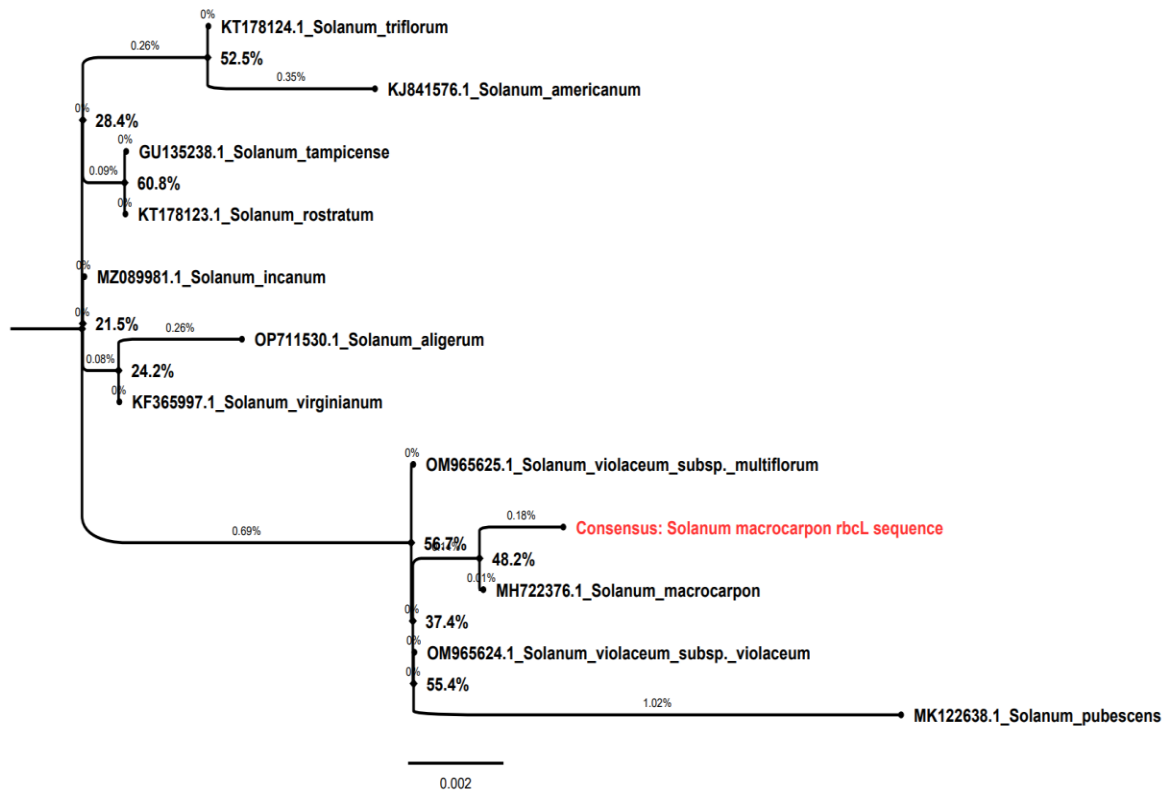 0%
KT178124.1_Solanum_triflorum
0.26%
52.5%
0.35%
KJ841576.1_Solanum_americanum
0%
28.4%
0%
GU135238.1_Solanum_tampicense
0.09%
60.8%
0%
KT178123.1_Solanum_rostratum
0%
MZ089981.1_Solanum_incanum
0%
21.5%
0.26%
OP711530.1_Solanum_aligerum
0.08%
24.2%
0%
KF365997.1_Solanum_virginianum
0%
OM965625.1_Solanum_violaceum_subsp._multiflorum
0.18%
Consensus: Solanum macrocarpon rbcL sequence
0.69%
56.7%
48.2%
0.01%
MH722376.1_Solanum_macrocarpon
0%
37.4%
0%
OM965624.1_Solanum_violaceum_subsp._violaceum
0%
55.4%
1.02%
MK122638.1_Solanum_pubescens
0.002